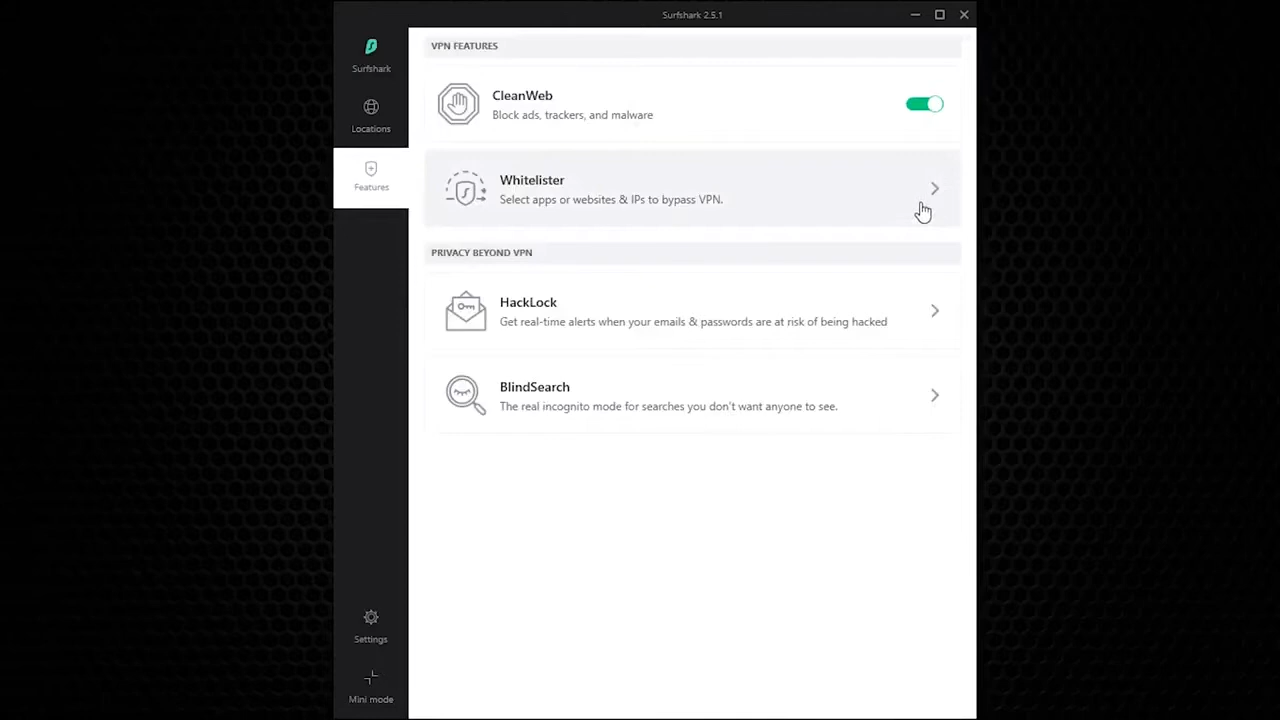 Surfshark 2.5.1
Surfshark
Locations
Features
Settings
Mini mode
VPN FEATURES
CleanWeb
Block ads, trackers, and malware
Whitelister
Select apps or websites & IPs to bypass VPN.
PRIVACY BEYOND VPN
HackLock
Get real-time alerts when your emails & passwords are at risk of being hacked
BlindSearch
The real incognito mode for searches you don't want anyone to see.